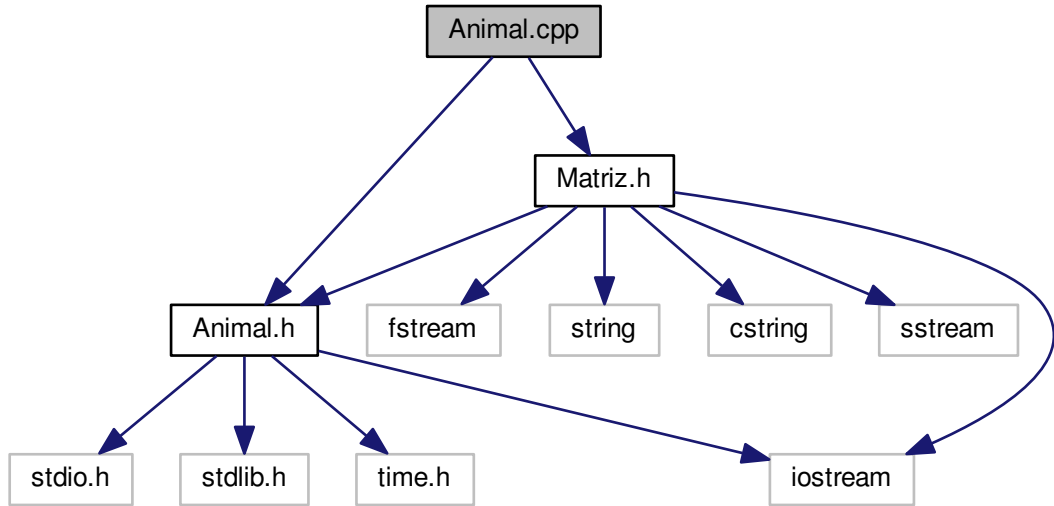 Animal.cpp
Matriz.h
Animal.h
fstream
string
cstring
sstream
stdio.h
stdlib.h
time.h
iostream